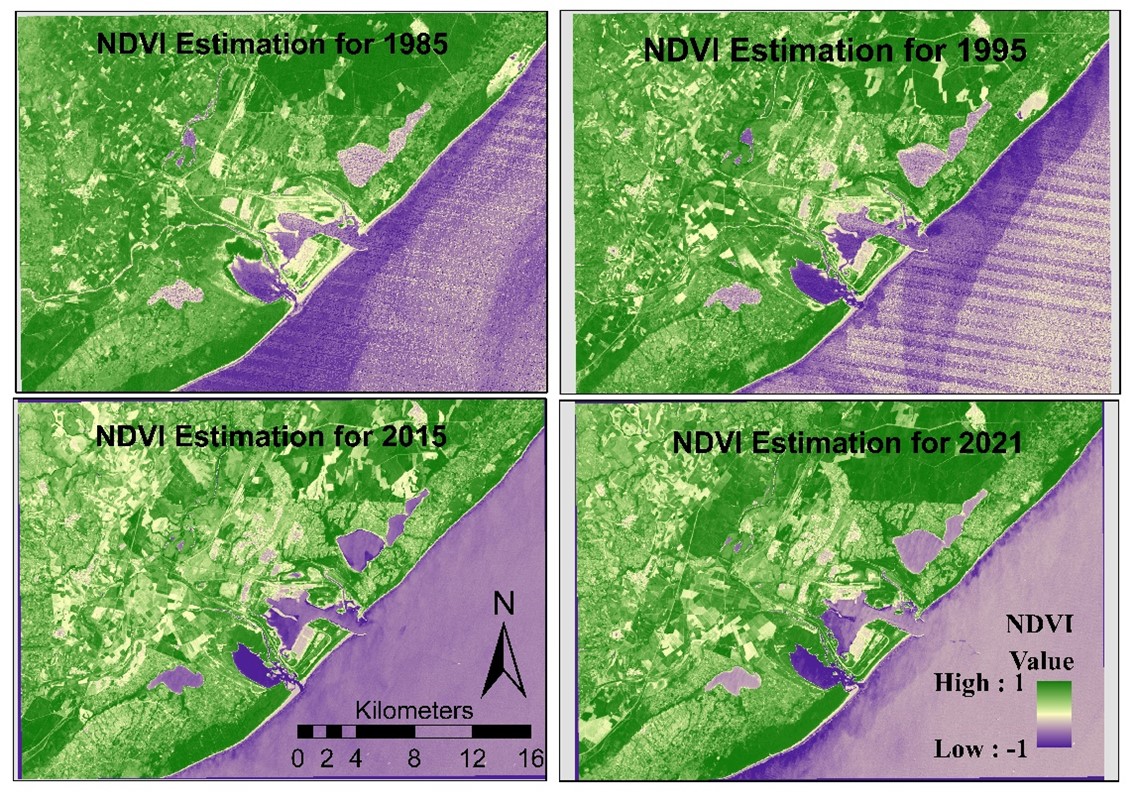 NDVI Estimation for 1985
NDVI Estimation for 1995
NDVI Estimation for 2015
N
Kilometers
0 2 4 8 12 16
NDVI Estimation for 2021
NDVI
Value
High : 1
Low : -1